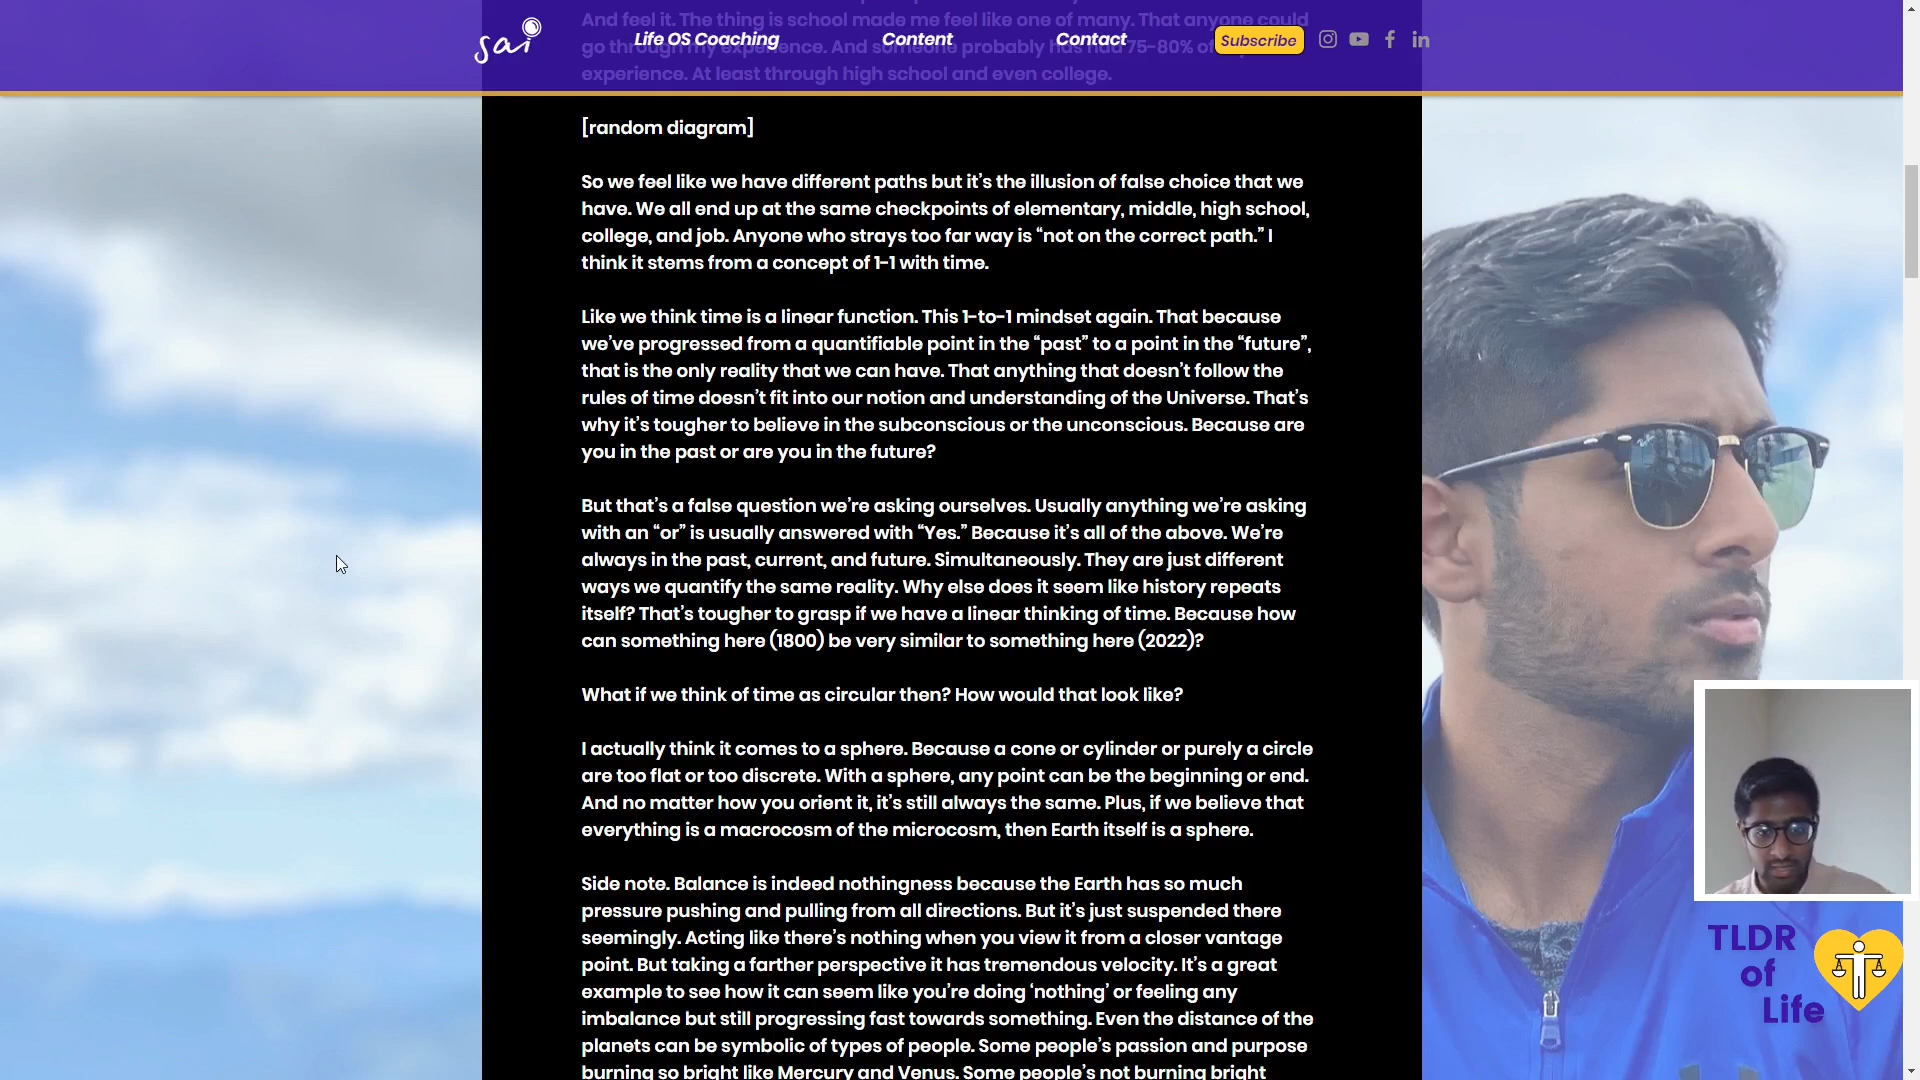 And feel it. The thing is school made me feel like one of many. That anyone could
sai
Life OS Coaching
Content
Contact
Subscribe
go through my experience. And someone probably has had 75-80% of
experience. At least through high school and even college.
[random diagram]
So we feel like we have different paths but it’s the illusion of false choice that we
have. We all end up at the same checkpoints of elementary, middle, high school,
college, and job. Anyone who strays too far way is “not on the correct path.” I
think it stems from a concept of 1-1 with time.
Like we think time is a linear function. This 1-to-1 mindset again. That because
we’ve progressed from a quantifiable point in the “past” to a point in the “future”,
that is the only reality that we can have. That anything that doesn’t follow the
rules of time doesn’t fit into our notion and understanding of the Universe. That’s
why it’s tougher to believe in the subconscious or the unconscious. Because are
you in the past or are you in the future?
But that’s a false question we’re asking ourselves. Usually anything we’re asking
with an “or” is usually answered with “Yes.” Because it’s all of the above. We’re
always in the past, current, and future. Simultaneously. They are just different
ways we quantify the same reality. Why else does it seem like history repeats
itself? That’s tougher to grasp if we have a linear thinking of time. Because how
can something here (1800) be very similar to something here (2022)?
What if we think of time as circular then? How would that look like?
I actually think it comes to a sphere. Because a cone or cylinder or purely a circle
are too flat or too discrete. With a sphere, any point can be the beginning or end.
And no matter how you orient it, it’s still always the same. Plus, if we believe that
everything is a macrocosm of the microcosm, then Earth itself is a sphere.
Side note. Balance is indeed nothingness because the Earth has so much
pressure pushing and pulling from all directions. But it’s just suspended there
seemingly. Acting like there’s nothing when you view it from a closer vantage
point. But taking a farther perspective it has tremendous velocity. It’s a great
example to see how it can seem like you’re doing ‘nothing’ or feeling any
imbalance but still progressing fast towards something. Even the distance of the
planets can be symbolic of types of people. Some people’s passion and purpose
burning so bright like Mercury and Venus. Some people’s not burning bright
TLDR
of
Life